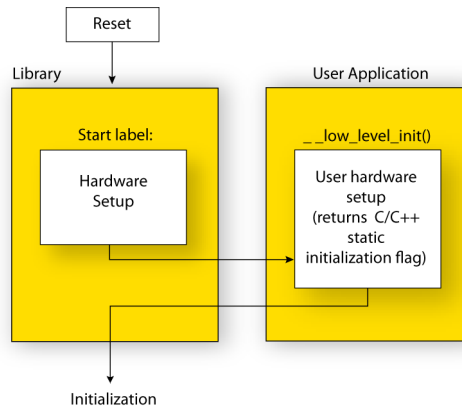 Reset
Library
User Application
Start label:
__low_level_init()
Hardware
Setup
User hardware
setup
(returns C/C++
static
initialization flag)
Initialization